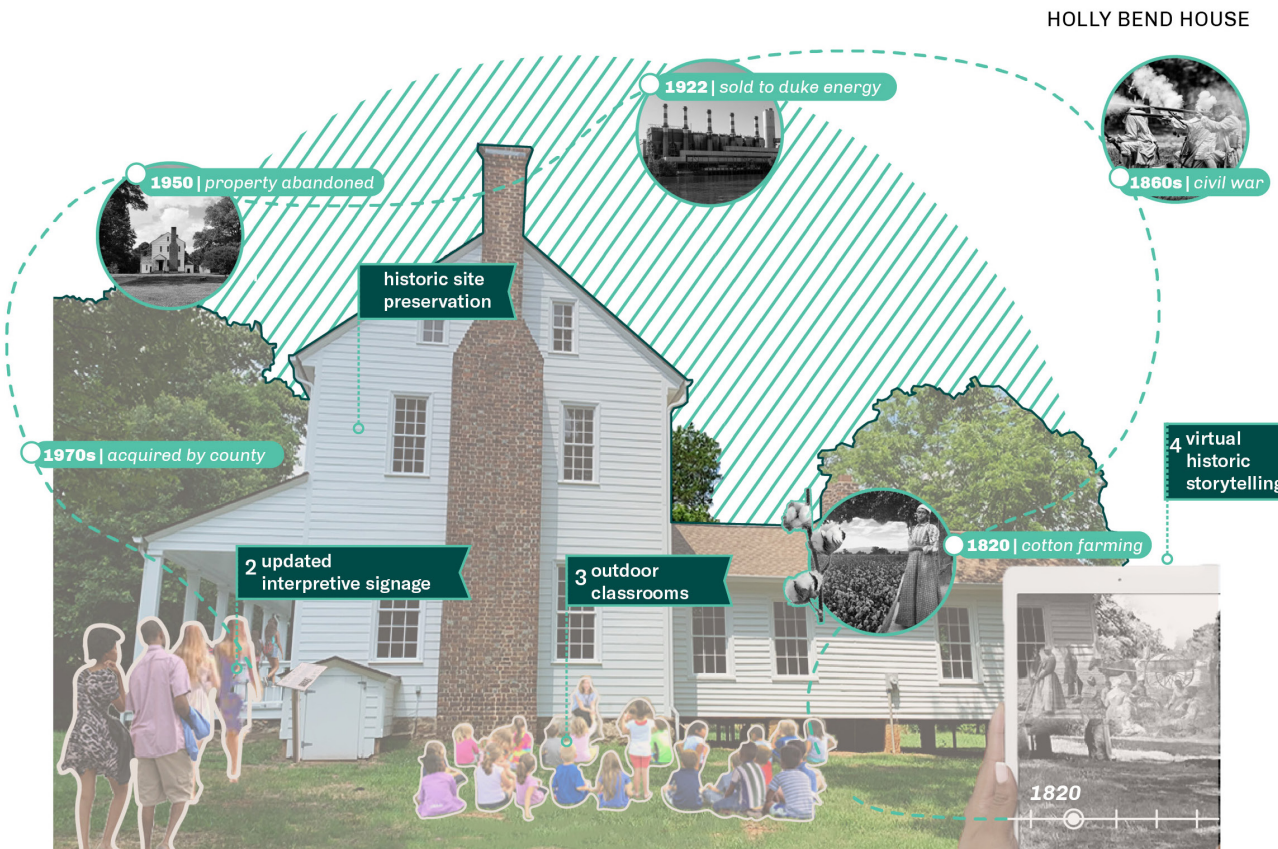 HOLLY BEND HOUSE
1922 | sold to duke energy
1860s | civil war
1950 | property abandoned
historic site
preservation
1970s | acquired by county
4 virtual
historic
storytelling
1820 | cotton farming
2 updated
interpretive signage
3 outdoor
classrooms
1820